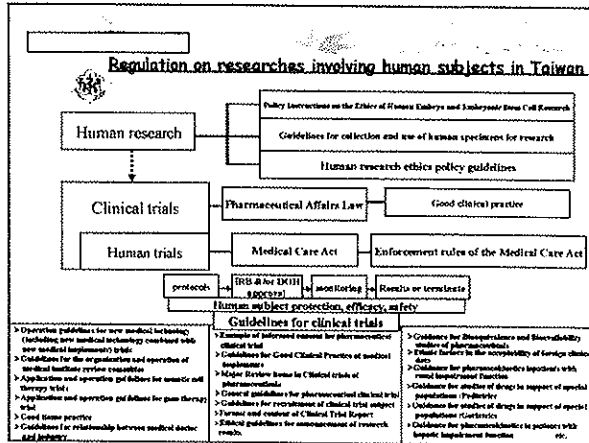 Regulation on researches involving human subjects in Taiwan
Policy Instructions on the Ethics of Human Embryo and Embryonic Stem Cell Research
Human research
Guidelines for collection and use of human specimens for research
Human research ethics policy guidelines
Clinical trials
Pharmaceutical Affairs Law
Good clinical practice
Human trials
Medical Care Act
Enforcement rules of the Medical Care Act
protocols
IRB &/or DOH
approval
monitoring
Results or terminate
Human subject protection, efficacy, safety
Guidelines for clinical trials
➢ Operation guidelines for new medical technology
(including new medical technology combined with
new medical implements) trials
➢ Guidelines for the organization and operation of
medical institute review committee
➢ Application and operation guidelines for somatic cell
therapy trials
➢ Application and operation guidelines for gene therapy
trial
➢ Good tissue practice
➢ Guidelines for relationship between medical doctor
and industry
➢ Example of informed consent for pharmaceutical
clinical trial
➢ Guidelines for Good Clinical Practice of medical
implements
➢ Major Review items in Clinical trials of
pharmaceuticals
➢ General guidelines for pharmaceutical clinical trial
➢ Guidelines for recruitment of clinical trial subject
➢ Format and content of Clinical Trial Report
➢ Ethical guidelines for announcement of research
results.
➢ Guidance for Bioequivalence and Bioavailability
studies of pharmaceuticals
➢ Ethnic factors in the acceptability of foreign clinical
data
➢ Guidance for pharmacokinetics in patients with
renal impairment function
➢ Guidance for studies of drugs in support of special
populations :Pediatrics
➢ Guidance for studies of drugs in support of special
populations :Geriatrics
➢ Guidance for pharmacokinetics in patients with
hepatic impairment function etc.